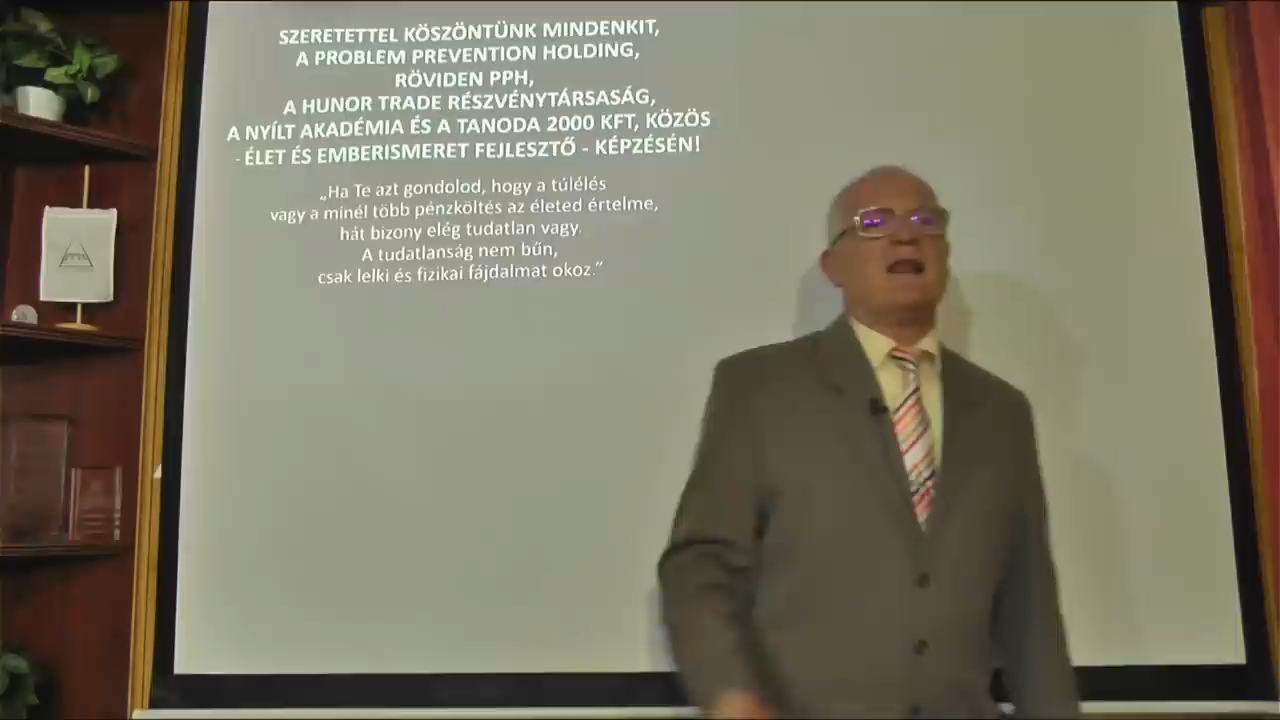 SZERETETTEL KÖSZÖNTÜNK MINDENKIT,
A PROBLEM PREVENTION HOLDING,
RÖVIDEN PPH,
A HUNOR TRADE RÉSZVÉNYTÁRSASÁG,
A NYÍLT AKADÉMIA ÉS A TANODA 2000 KFT, KÖZÖS
- ÉLET ÉS EMBERISMERET FEJLESZTŐ - KÉPZÉSÉN!
„Ha Te azt gondolod, hogy a túlélés
vagy a minél több pénzköltés az életed értelme,
hát bizony elég tudatlan vagy.
A tudatlanság nem bűn,
csak lelki és fizikai fájdalmat okoz.”